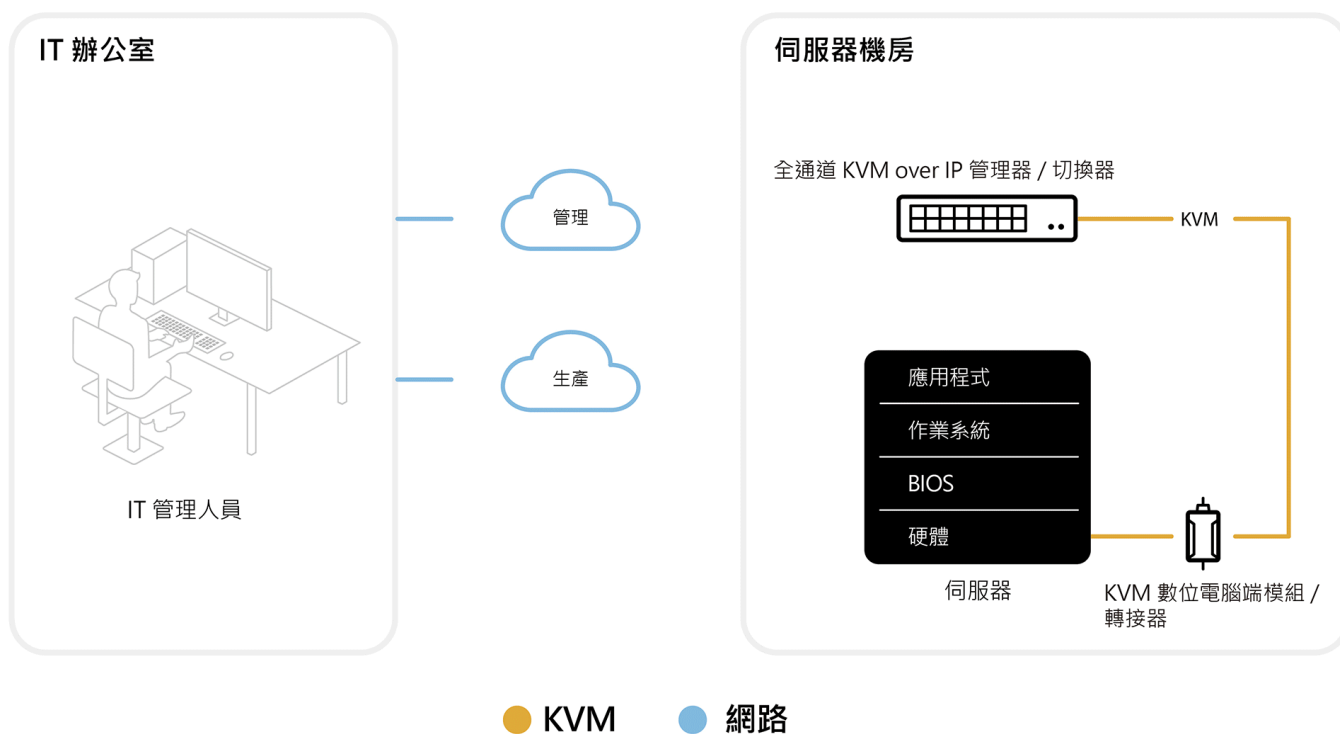 IT 辦公室
伺服器機房
全通道 KVM over IP 管理器 / 切換器
管理
KVM
生產
應用程式
作業系統
BIOS
硬體
IT 管理人員
伺服器
KVM 數位電腦端模組 /
轉接器
KVM
網路